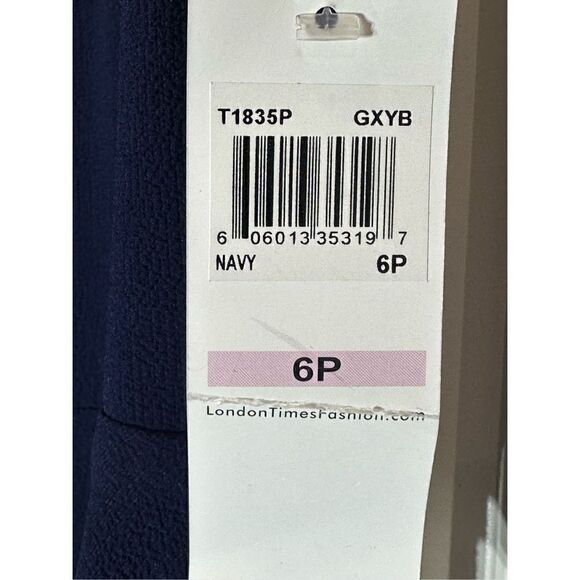 T1835P GXYB
6 06013 35319 7
NAVY 6P
6P
LondonTimesFashion.com